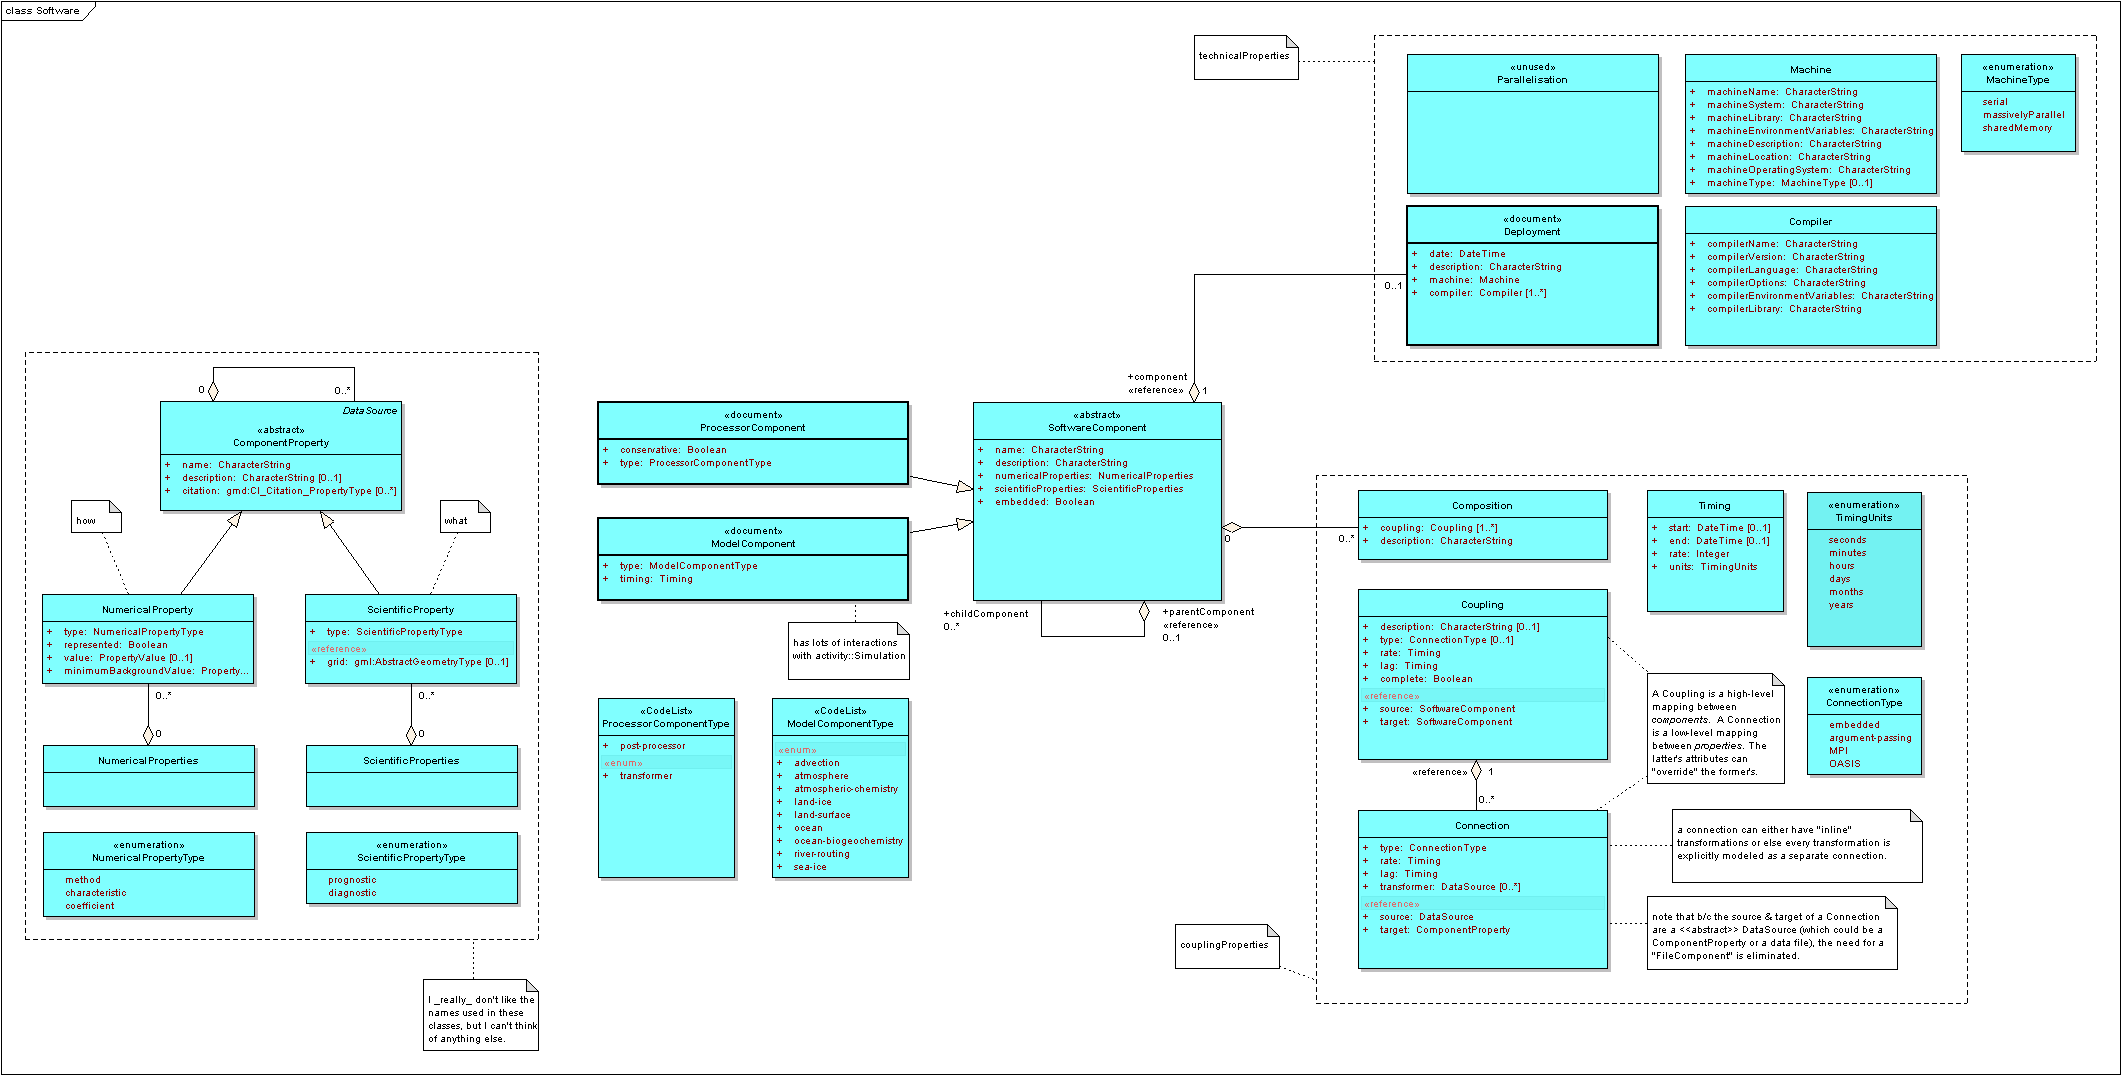 class Software
technicalProperties
«unused»
Parallelisation
Machine
+ machineName: CharacterString
+ machineSystem: CharacterString
+ machineLibrary: CharacterString
+ machineEnvironmentVariables: CharacterString
+ machineDescription: CharacterString
+ machineLocation: CharacterString
+ machineOperatingSystem: CharacterString
+ machineType: MachineType [0..1]
«enumeration»
MachineType
serial
massivelyParallel
sharedMemory
«document»
Deployment
+ date: DateTime
+ description: CharacterString
+ machine: Machine
+ compiler: Compiler [1..*]
Compiler
+ compilerName: CharacterString
+ compilerVersion: CharacterString
+ compilerLanguage: CharacterString
+ compilerOptions: CharacterString
+ compilerEnvironmentVariables: CharacterString
+ compilerLibrary: CharacterString
0..1
+component
«reference»
1
0
0..*
DataSource
«abstract»
ComponentProperty
+ name: CharacterString
+ description: CharacterString [0..1]
+ citation: gmd:CI_Citation_PropertyType [0..*]
how
what
NumericalProperty
+ type: NumericalPropertyType
+ represented: Boolean
+ value: PropertyValue [0..1]
+ minimumBackgroundValue: Property...
ScientificProperty
+ type: ScientificPropertyType
«reference»
+ grid: gml:AbstractGeometryType [0..1]
0..*
0
0..*
0
NumericalProperties
ScientificProperties
«enumeration»
NumericalPropertyType
method
characteristic
coefficient
«enumeration»
ScientificPropertyType
prognostic
diagnostic
I _really_ don't like the
names used in these
classes, but I can't think
of anything else.
«document»
ProcessorComponent
+ conservative: Boolean
+ type: ProcessorComponentType
«document»
ModelComponent
+ type: ModelComponentType
+ timing: Timing
has lots of interactions
with activity::Simulation
«CodeList»
ProcessorComponentType
+ post-processor
«enum»
+ transformer
«CodeList»
ModelComponentType
«enum»
+ advection
+ atmosphere
+ atmospheric-chemistry
+ land-ice
+ land-surface
+ ocean
+ ocean-biogeochemistry
+ river-routing
+ sea-ice
«abstract»
SoftwareComponent
+ name: CharacterString
+ description: CharacterString
+ numericalProperties: NumericalProperties
+ scientificProperties: ScientificProperties
+ embedded: Boolean
+childComponent
0..*
+parentComponent
«reference»
0..1
0
0..*
Composition
+ coupling: Coupling [1..*]
+ description: CharacterString
Timing
+ start: DateTime [0..1]
+ end: DateTime [0..1]
+ rate: Integer
+ units: TimingUnits
«enumeration»
TimingUnits
seconds
minutes
hours
days
months
years
Coupling
+ description: CharacterString [0..1]
+ type: ConnectionType [0..1]
+ rate: Timing
+ lag: Timing
+ complete: Boolean
«reference»
+ source: SoftwareComponent
+ target: SoftwareComponent
A Coupling is a high-level
mapping between
components. A Connection
is a low-level mapping
between properties. The
latter's attributes can
"override" the former's.
«enumeration»
ConnectionType
embedded
argument-passing
MPI
OASIS
«reference»
1
0..*
Connection
+ type: ConnectionType
+ rate: Timing
+ lag: Timing
+ transformer: DataSource [0..*]
«reference»
+ source: DataSource
+ target: ComponentProperty
a connection can either have "inline"
transformations or else every transformation is
explicitly modeled as a separate connection.
note that b/c the source & target of a Connection
are a <<abstract>> DataSource (which could be a
ComponentProperty or a data file), the need for a
"FileComponent" is eliminated.
couplingProperties